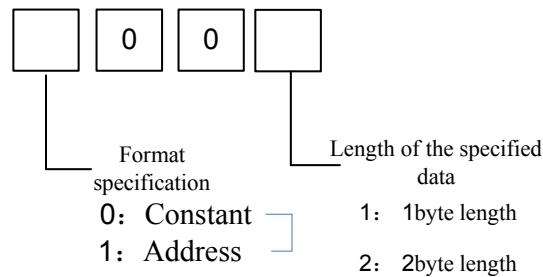 0 0
Format
specification
0: Constant
1: Address
Length of the specified
data
1: 1byte length
2: 2byte length